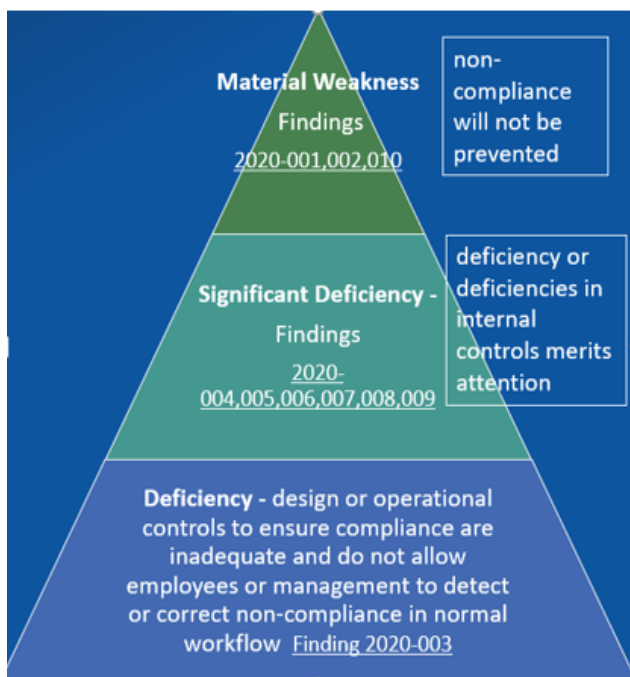 Material Weakness
Findings
2020-001,002,010
non-
compliance
will not be
prevented
Significant Deficiency -
Findings
2020-
004,005,006,007,008,009
deficiency or
deficiencies in
internal
controls merits
attention
Deficiency - design or operational
controls to ensure compliance are
inadequate and do not allow
employees or management to detect
or correct non-compliance in normal
workflow Finding 2020-003